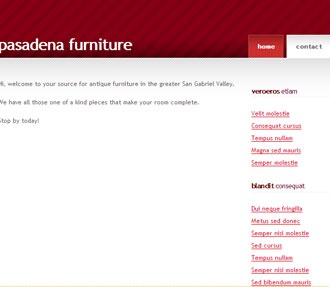 pasadena furniture
home
contact
Hi, welcome to your source for antique furniture in the greater San Gabriel Valley.
We have all those one of a kind pieces that make your room complete.
Stop by today!
veroeros etiam
Velit molestie
Consequat cursus
Tempus nullam
Magna sed mauris
Semper molestie
blandit consequat
Dui neque fringilla
Metus sed donec
Semper nisl molestie
Sed cursus
Tempus nullam
Semper nisl molestie
Sed bibendum mauris